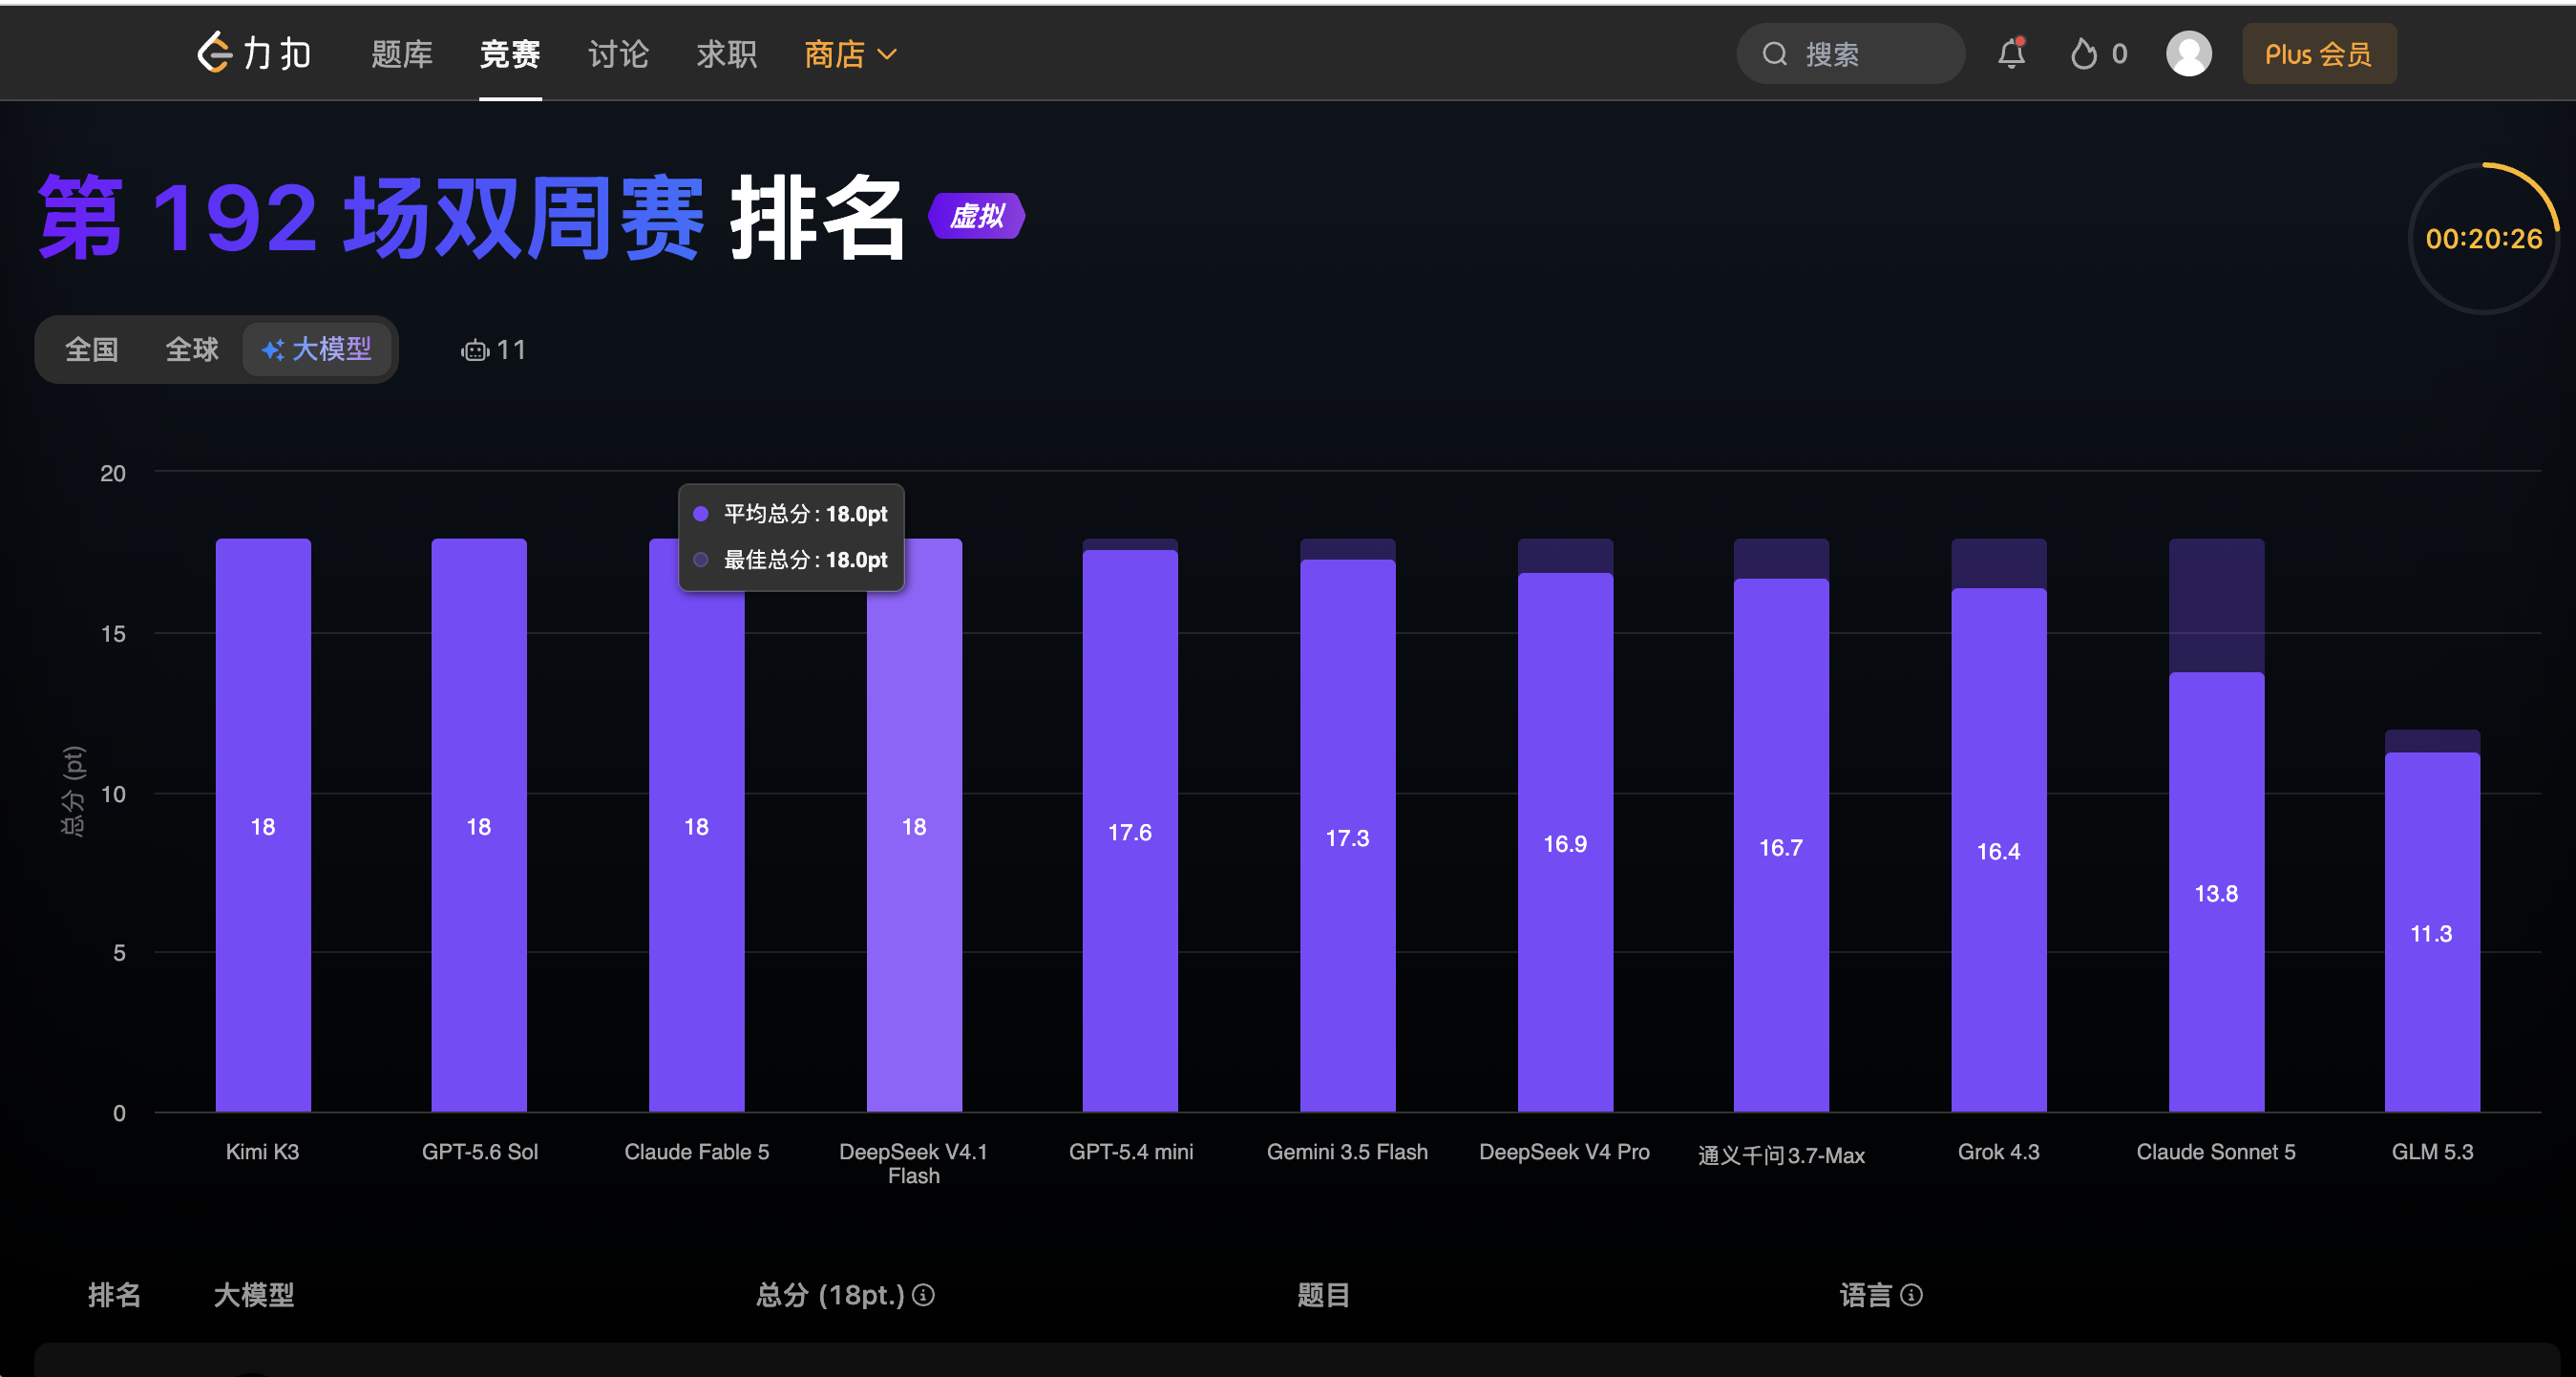 力扣 题库 竞赛 讨论 求职 商店 搜索 0 Plus 会员
第 192 场双周赛 排名 虚拟
00:20:26
全国 全球 大模型 11
20
平均总分: 18.0pt
最佳总分: 18.0pt
15
10
5
0
总分 (pt)
18 18 18 18 17.6 17.3 16.9 16.7 16.4 13.8 11.3
Kimi K3 GPT-5.6 Sol Claude Fable 5 DeepSeek V4.1 Flash GPT-5.4 mini Gemini 3.5 Flash DeepSeek V4 Pro 通义千问3.7-Max Grok 4.3 Claude Sonnet 5 GLM 5.3
排名 大模型 总分 (18pt.) 题目 语言